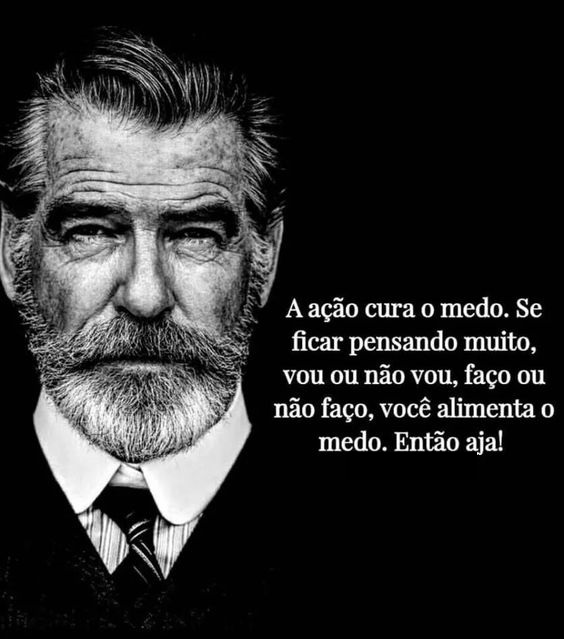 A ação cura o medo. Se
ficar pensando muito,
vou ou não vou, faço ou
não faço, você alimenta o
medo. Então aja!